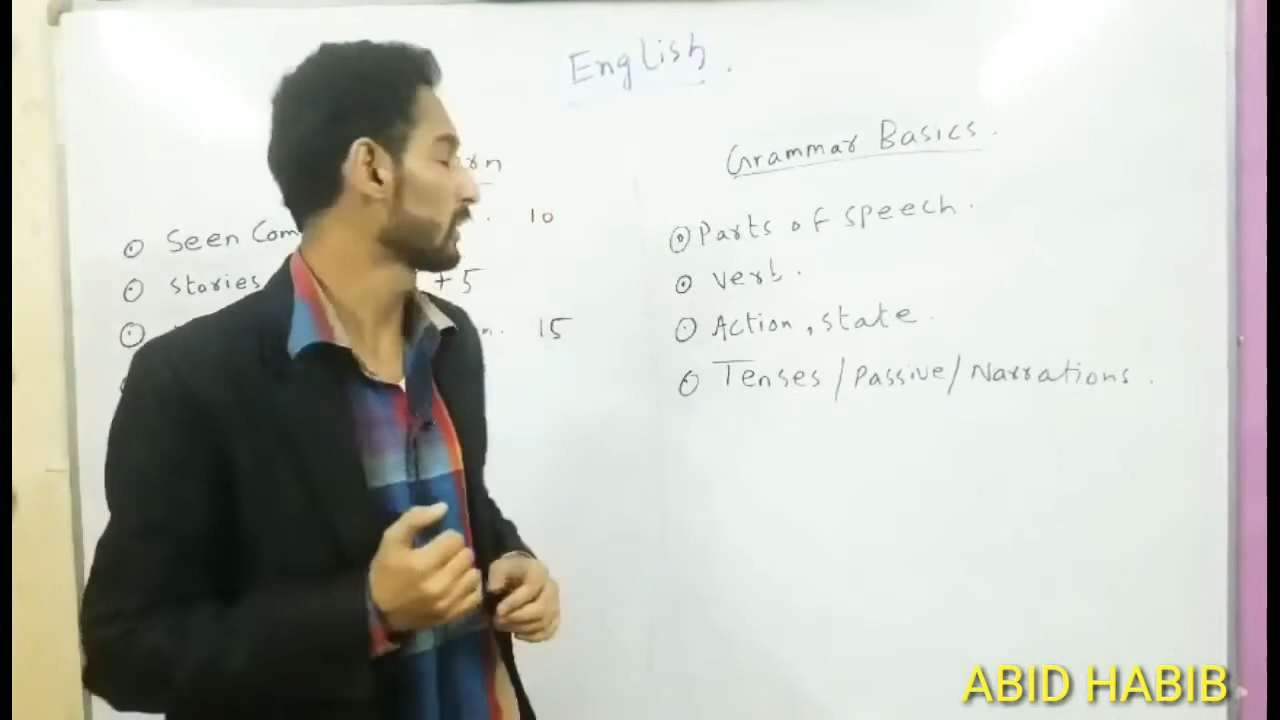 English.
10
Seen Com
Stories + 5
15
Grammar Basics.
Parts of speech.
Verb.
Action, state.
Tenses / Passive / Narrations.
ABID HABIB